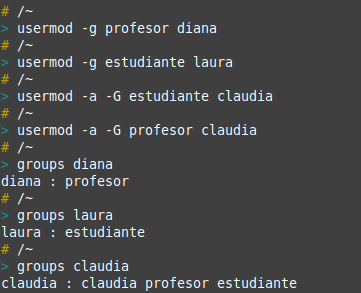 # /~
> usermod -g profesor diana
# /~
> usermod -g estudiante laura
# /~
> usermod -a -G estudiante claudia
# /~
> usermod -a -G profesor claudia
# /~
> groups diana
diana : profesor
# /~
> groups laura
laura : estudiante
# /~
> groups claudia
claudia : claudia profesor estudiante